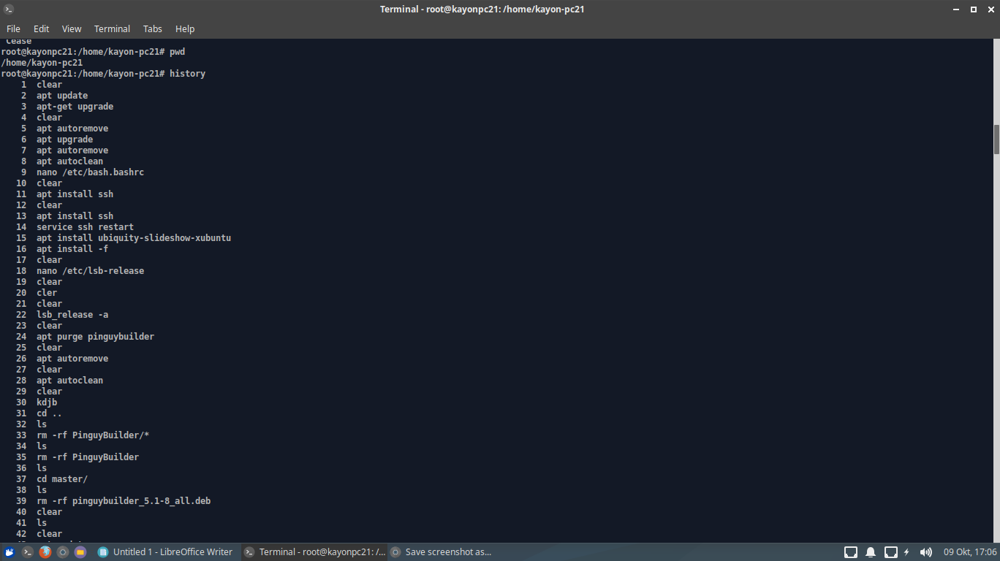 Terminal - root@kayonpc21: /home/kayon-pc21
File Edit View Terminal Tabs Help
Cease
root@kayonpc21:/home/kayon-pc21# pwd
/home/kayon-pc21
root@kayonpc21:/home/kayon-pc21# history
1 clear
2 apt update
3 apt-get upgrade
4 clear
5 apt autoremove
6 apt upgrade
7 apt autoremove
8 apt autoclean
9 nano /etc/bash.bashrc
10 clear
11 apt install ssh
12 clear
13 apt install ssh
14 service ssh restart
15 apt install ubiquity-slideshow-xubuntu
16 apt install -f
17 clear
18 nano /etc/lsb-release
19 clear
20 cler
21 clear
22 lsb_release -a
23 clear
24 apt purge pinguybuilder
25 clear
26 apt autoremove
27 clear
28 apt autoclean
29 clear
30 kdjb
31 cd ..
32 ls
33 rm -rf PinguyBuilder/*
34 ls
35 rm -rf PinguyBuilder
36 ls
37 cd master/
38 ls
39 rm -rf pinguybuilder_5.1-8_all.deb
40 clear
41 ls
42 clear
Untitled 1 - LibreOffice Writer
Terminal - root@kayonpc21: /...
Save screenshot as...
09 Okt, 17:06